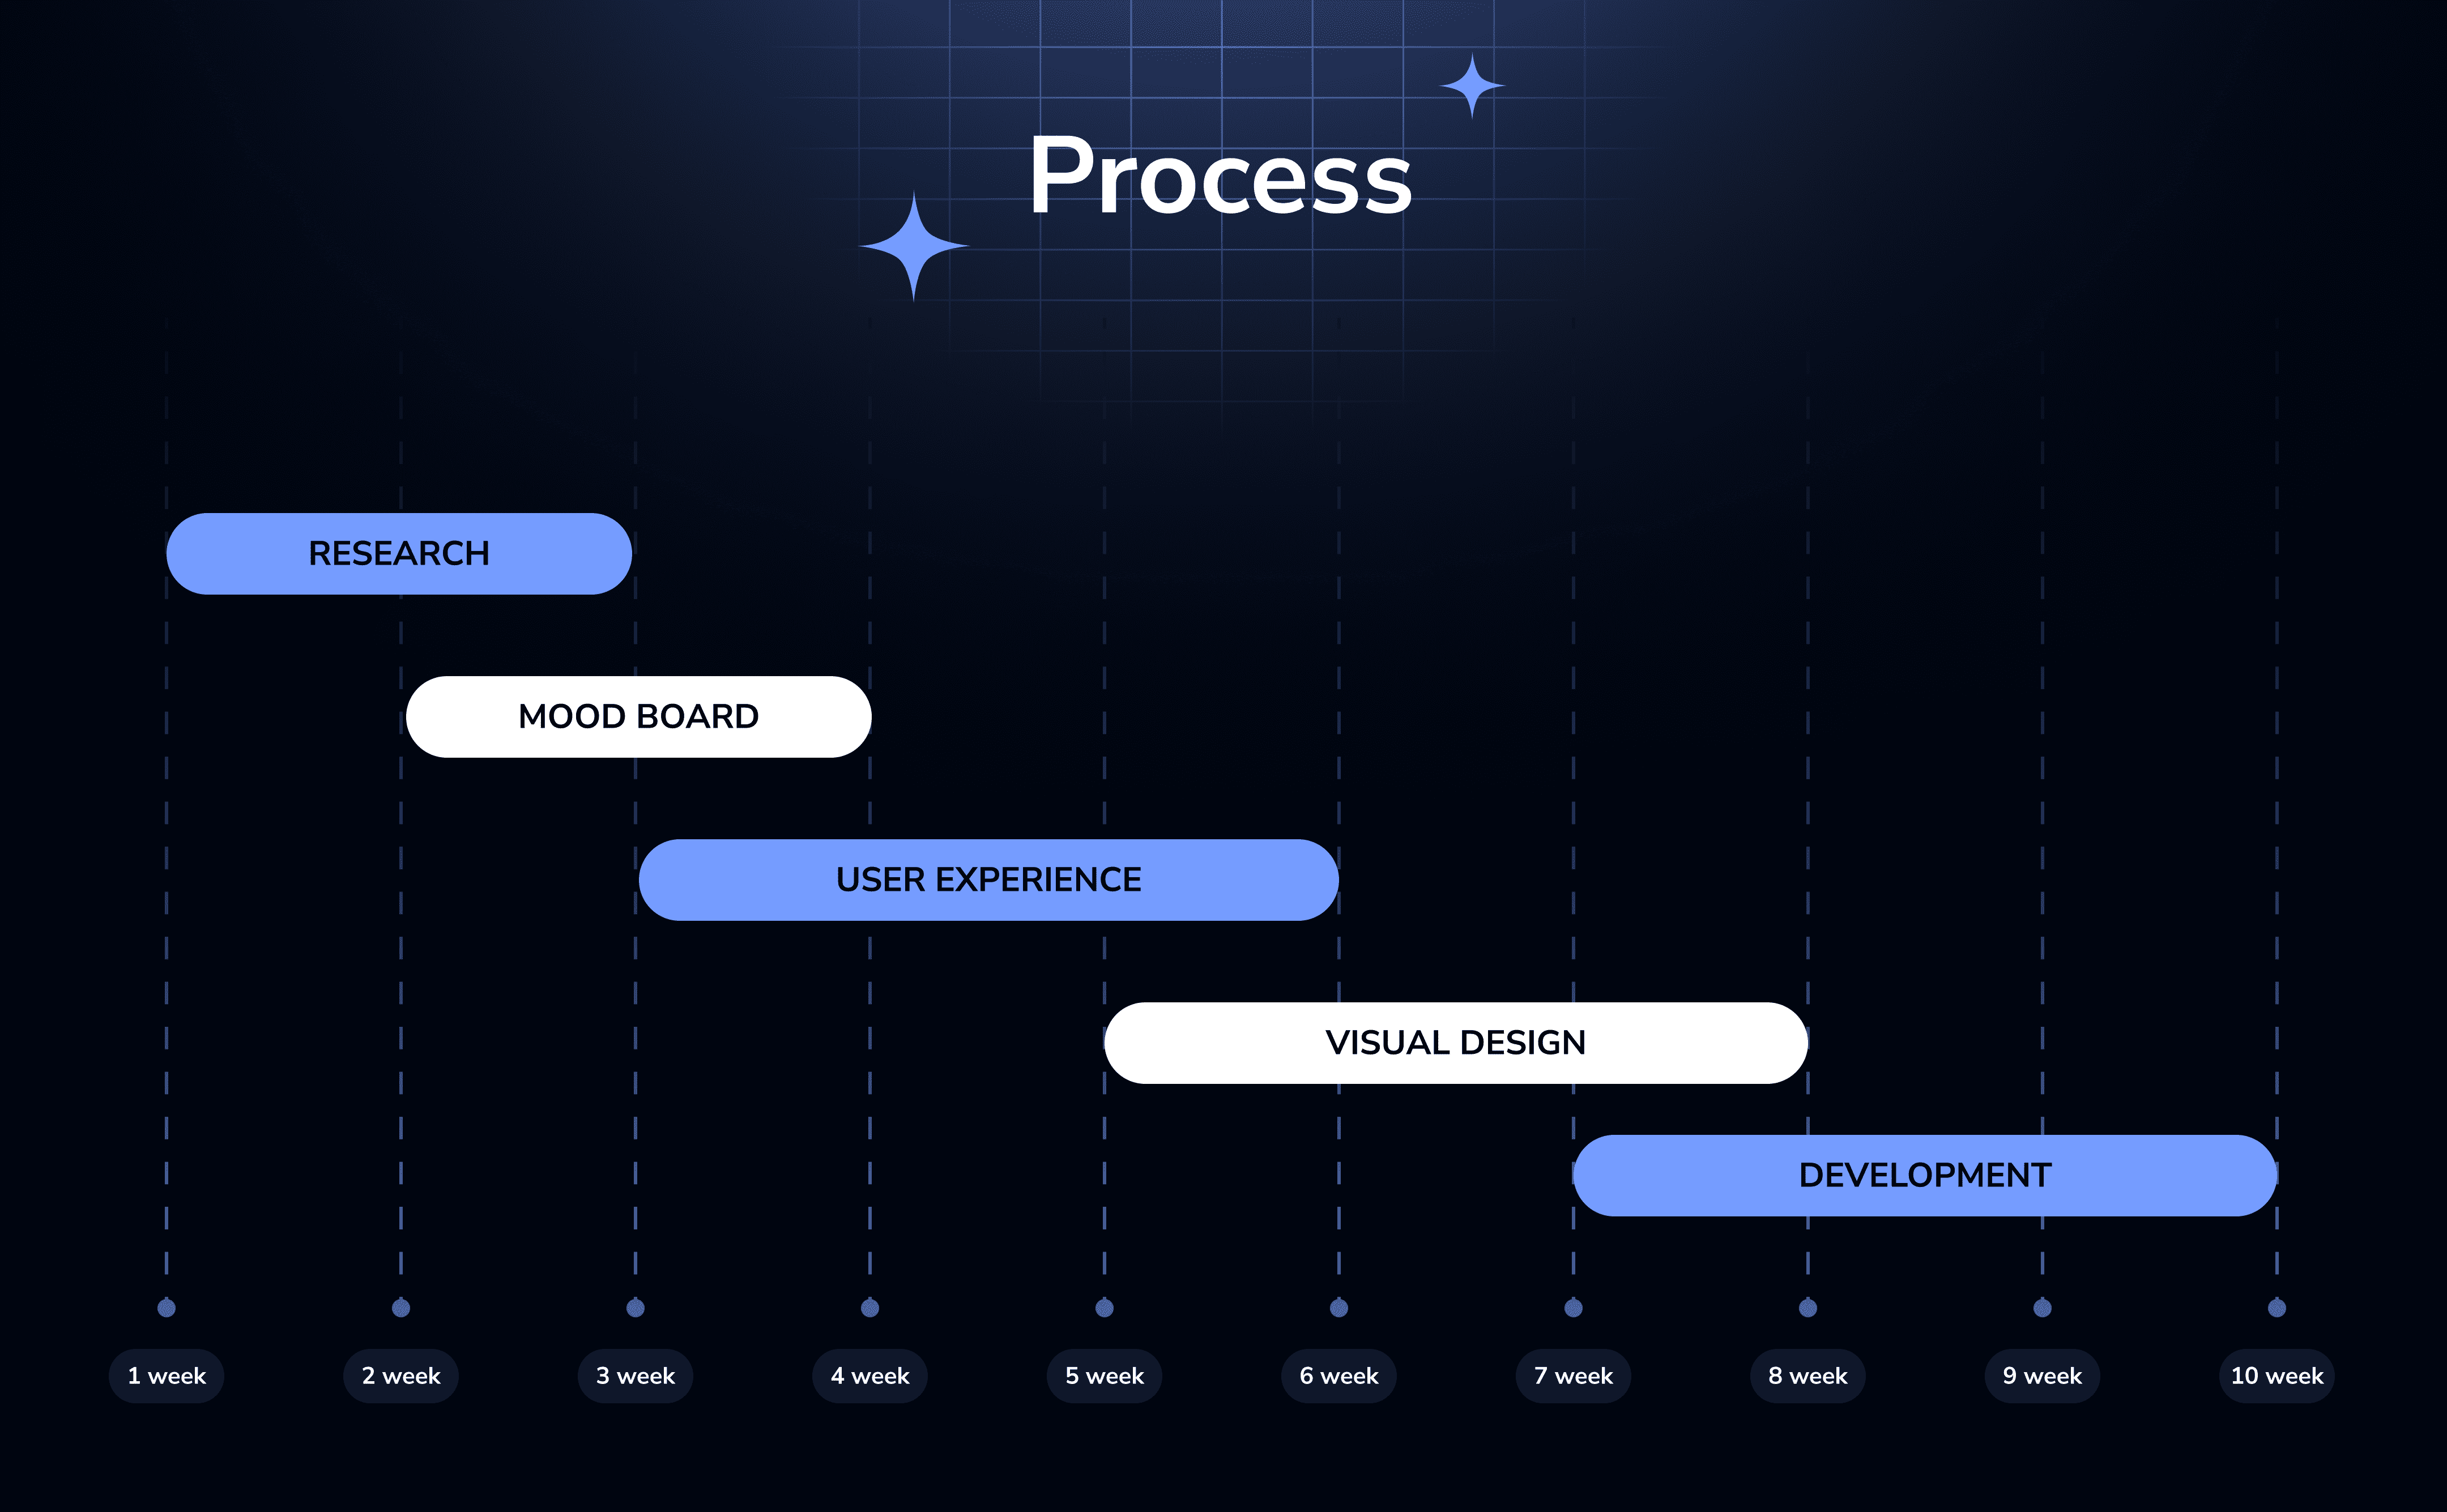 Process
RESEARCH
MOOD BOARD
USER EXPERIENCE
VISUAL DESIGN
DEVELOPMENT
1 week
2 week
3 week
4 week
5 week
6 week
7 week
8 week
9 week
10 week